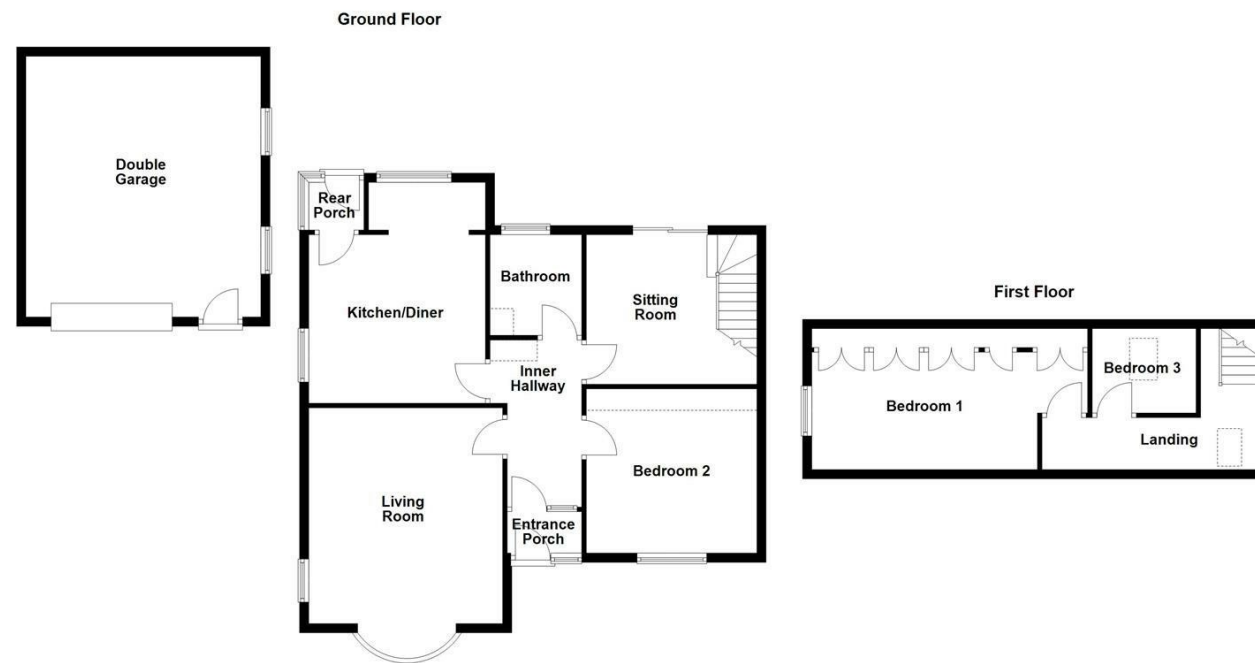 Ground Floor
Double
Garage
Rear
Porch
Kitchen/Diner
Bathroom
Sitting
Room
Inner
Hallway
Living
Room
Bedroom 2
Entrance
Porch
First Floor
Bedroom 1
Bedroom 3
Landing